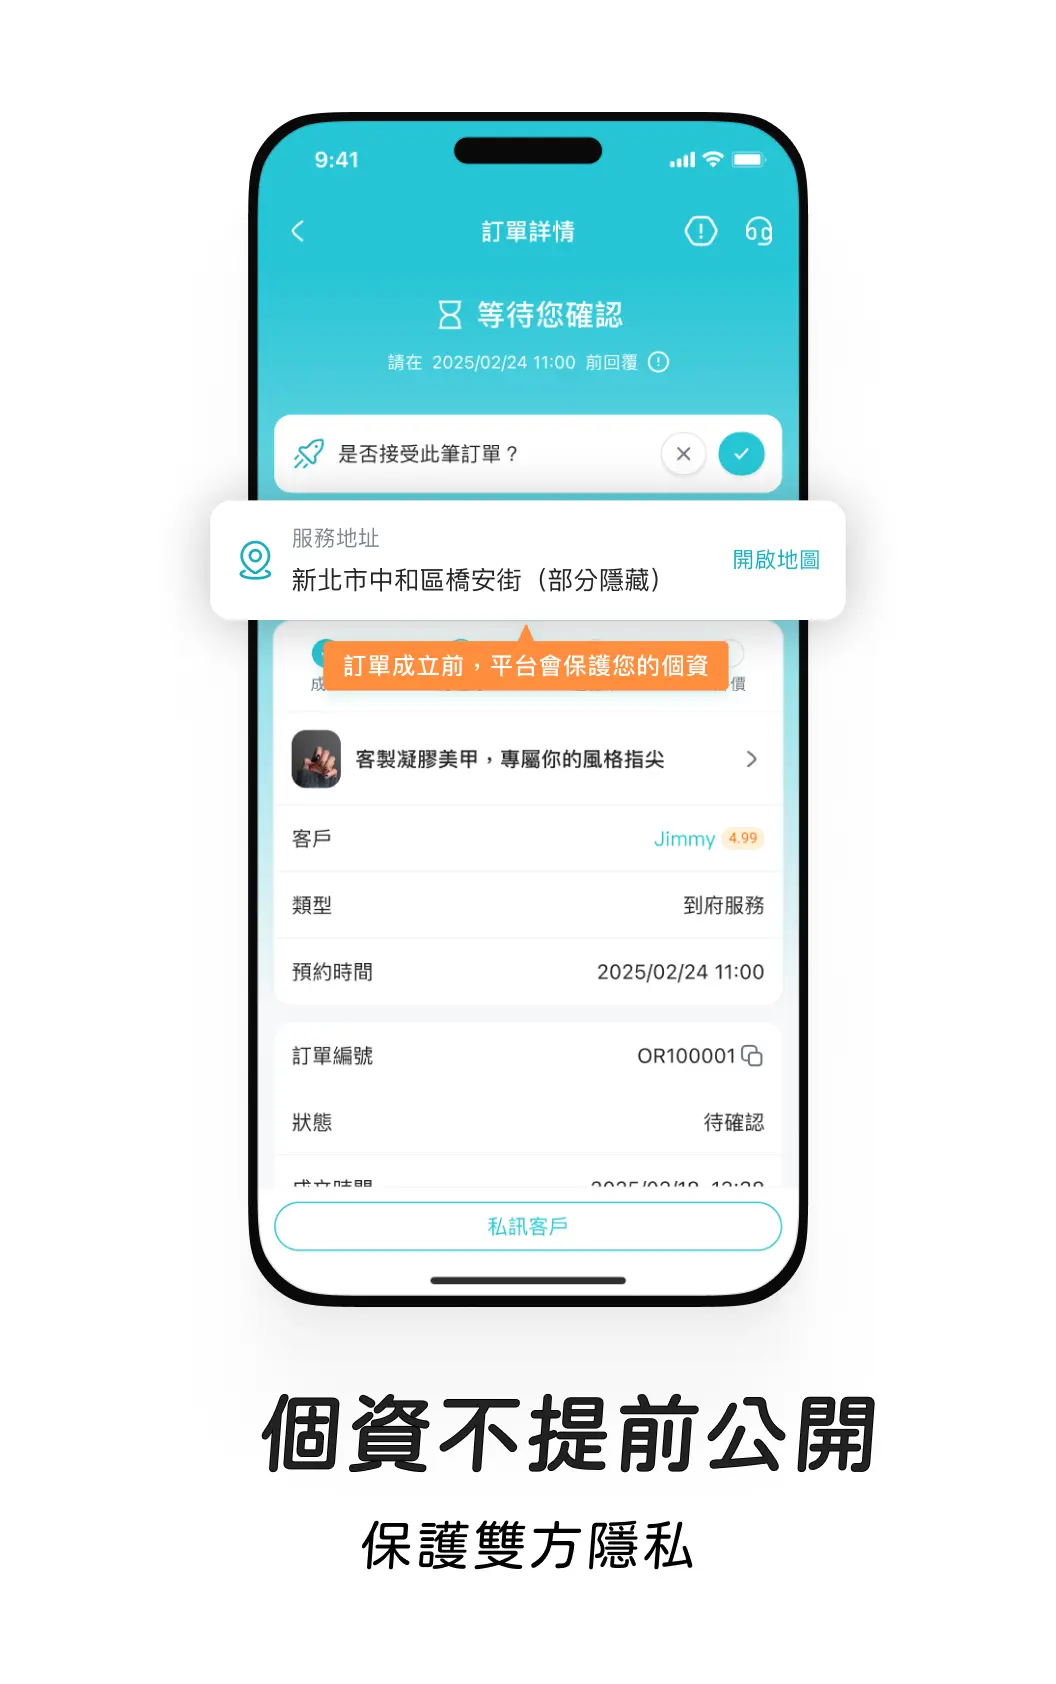 9:41
訂單詳情
等待您確認
請在 2025/02/24 11:00 前回覆
是否接受此筆訂單？
服務地址
新北市中和區橋安街（部分隱藏）
開啟地圖
訂單成立前，平台會保護您的個資
客製凝膠美甲，專屬你的風格指尖
客戶
Jimmy 4.99
類型
到府服務
預約時間
2025/02/24 11:00
訂單編號
OR100001
狀態
待確認
私訊客戶
個資不提前公開
保護雙方隱私